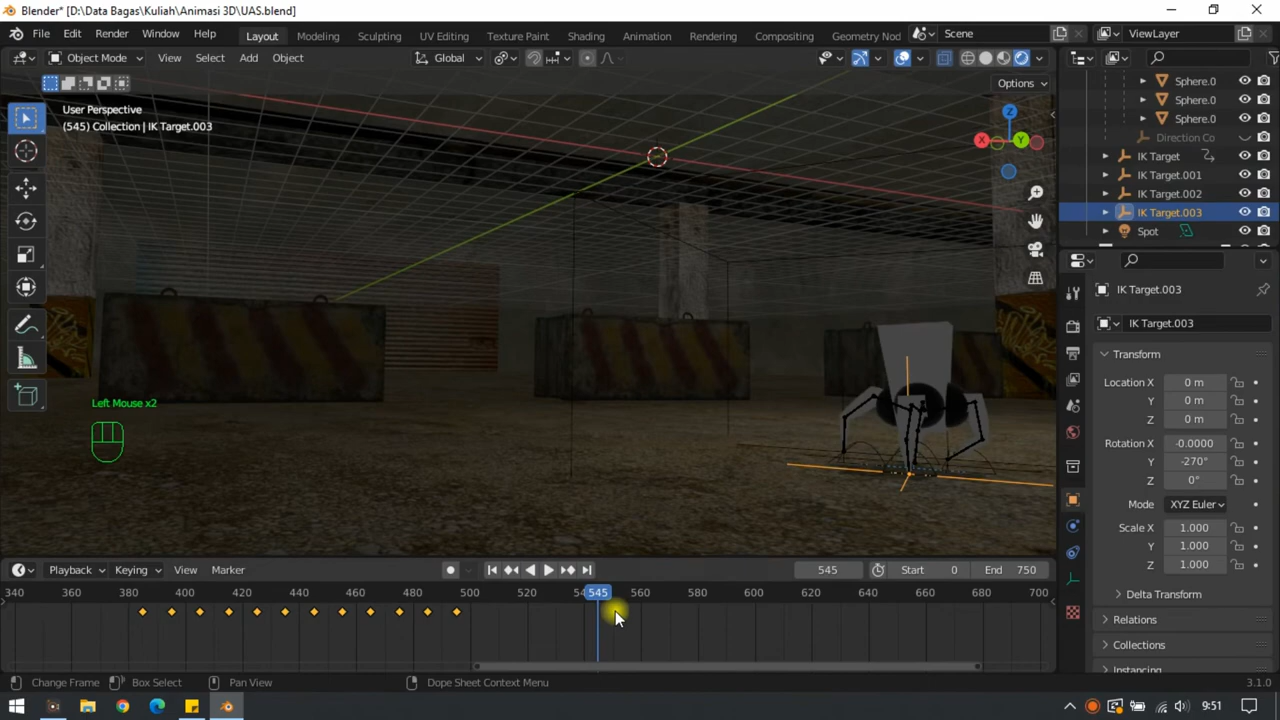 Blender* [D:\Data Bagas\Kuliah\Animasi 3D\UAS.blend]
File Edit Render Window Help Layout Modeling Sculpting UV Editing Texture Paint Shading Animation Rendering Compositing Geometry Nod Scene ViewLayer
Object Mode View Select Add Object Global
Options
User Perspective
(545) Collection | IK Target.003
Z
X
Y
Sphere.0
Sphere.0
Sphere.0
Direction Co
IK Target
IK Target.001
IK Target.002
IK Target.003
Spot
IK Target.003
IK Target.003
Transform
Location X 0 m
Y 0 m
Z 0 m
Rotation X -0.0000
Y -270°
Z 0°
Mode XYZ Euler
Scale X 1.000
Y 1.000
Z 1.000
Delta Transform
Relations
Collections
Instancing
Left Mouse x2
Playback Keying View Marker 545 Start 0 End 750
340 360 380 400 420 440 460 480 500 520 545 560 580 600 620 640 660 680 700
Change Frame Box Select Pan View Dope Sheet Context Menu 3.1.0
9:51